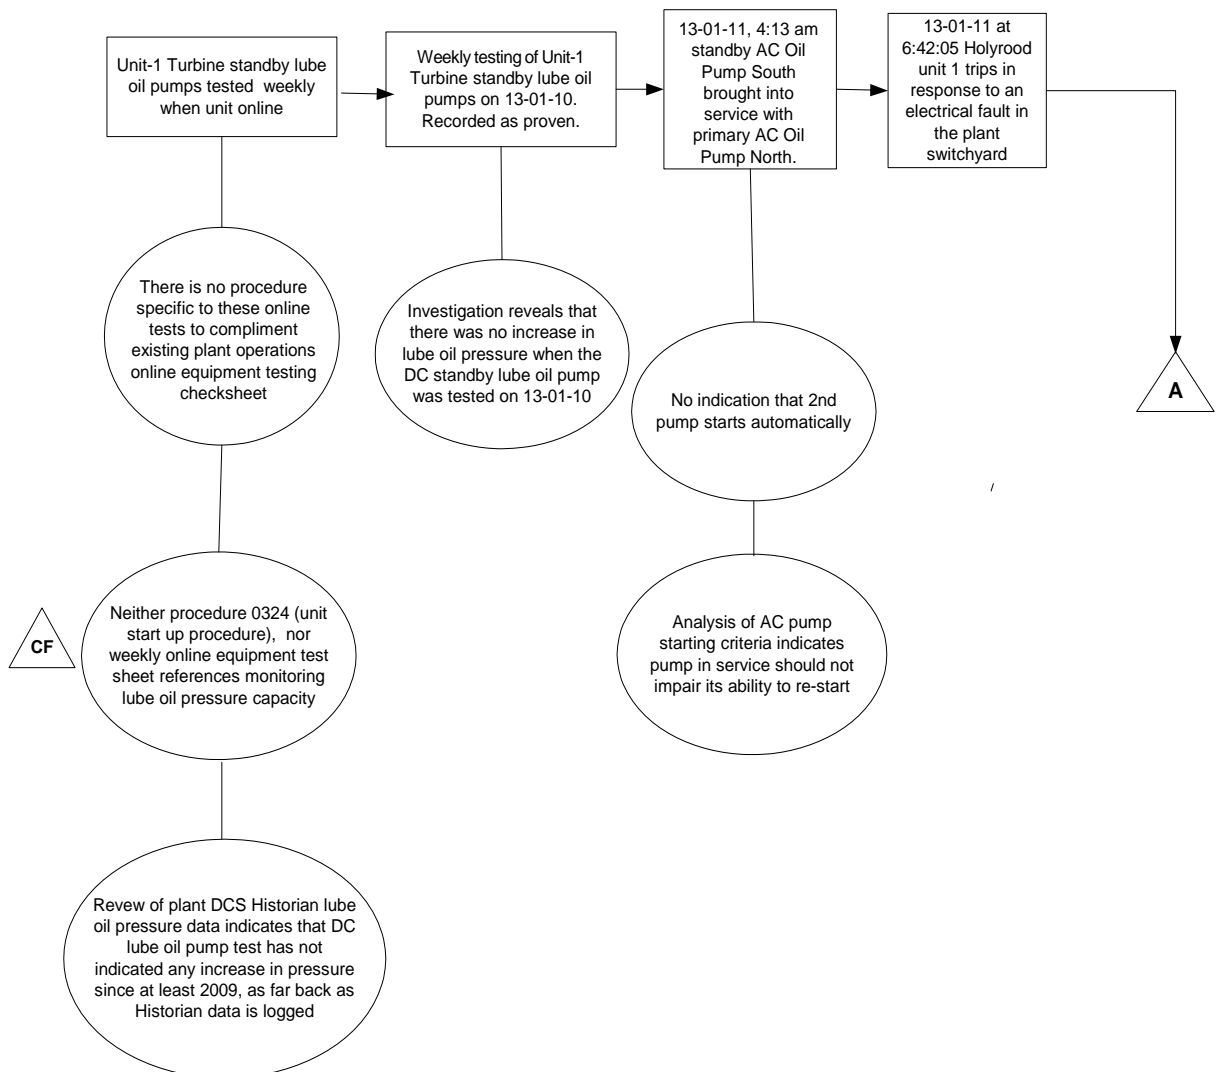 Unit-1 Turbine standby lube
oil pumps tested  weekly
when unit online
Weekly testing of Unit-1
Turbine standby lube oil
pumps on 13-01-10.
Recorded as proven.
13-01-11, 4:13 am
standby AC Oil
Pump South
brought into
service with
primary AC Oil
Pump North.
13-01-11 at
6:42:05 Holyrood
unit 1 trips in
response to an
electrical fault in
the plant
switchyard
There is no procedure
specific to these online
tests to compliment
existing plant operations
online equipment testing
checksheet
Investigation reveals that
there was no increase in
lube oil pressure when the
DC standby lube oil pump
was tested on 13-01-10
No indication that 2nd
pump starts automatically
A
/
CF
Neither procedure 0324 (unit
start up procedure),  nor
weekly online equipment test
sheet references monitoring
lube oil pressure capacity
Analysis of AC pump
starting criteria indicates
pump in service should not
impair its ability to re-start
Revew of plant DCS Historian lube
oil pressure data indicates that DC
lube oil pump test has not
indicated any increase in pressure
since at least 2009, as far back as
Historian data is logged